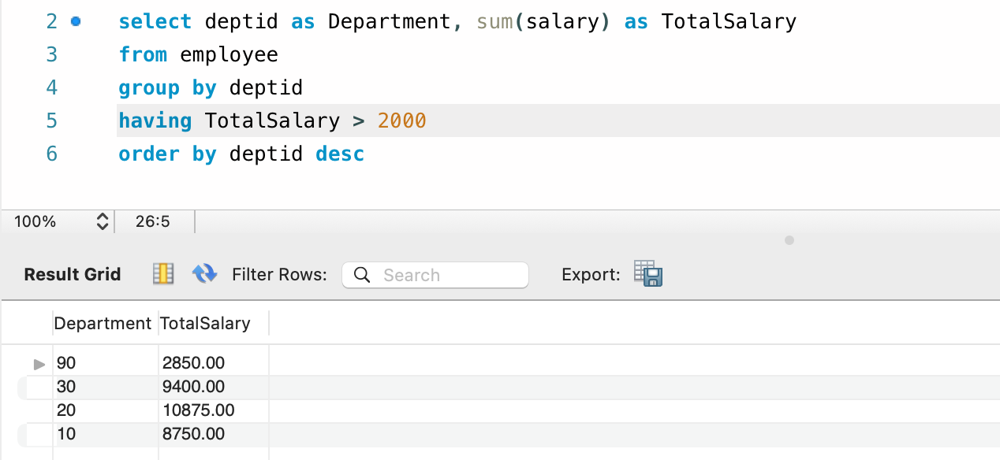 2 select deptid as Department, sum(salary) as TotalSalary
3 from employee
4 group by deptid
5 having TotalSalary > 2000
6 order by deptid desc
100% 26:5
Result Grid Filter Rows: Search Export:
Department TotalSalary
90 2850.00
30 9400.00
20 10875.00
10 8750.00